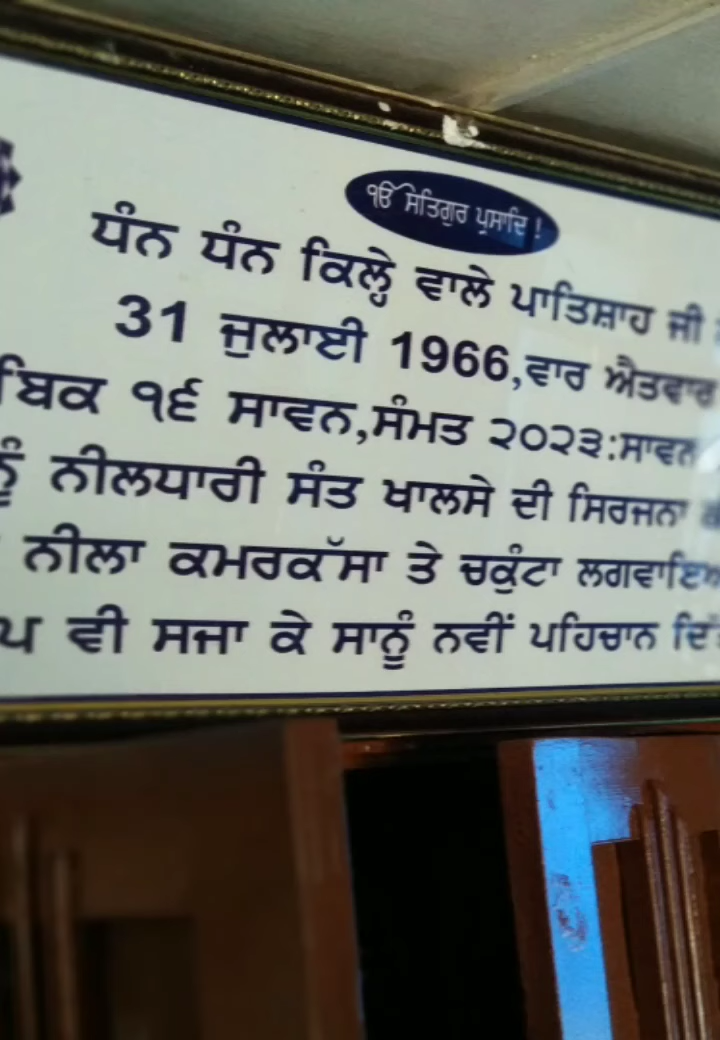 ੴ ਸਤਿਗੁਰ ਪ੍ਰਸਾਦਿ !
ਧੰਨ ਧੰਨ ਕਿਲ੍ਹੇ ਵਾਲੇ ਪਾਤਿਸ਼ਾਹ ਜੀ
31 ਜੁਲਾਈ 1966,ਵਾਰ ਐਤਵਾਰ
ਬਿਕ ੧੬ ਸਾਵਨ,ਸੰਮਤ ੨੦੨੩:ਸਾਵਨ
ਨੂੰ ਨੀਲਧਾਰੀ ਸੰਤ ਖਾਲਸੇ ਦੀ ਸਿਰਜਨਾ
ਨੀਲਾ ਕਮਰਕੱਸਾ ਤੇ ਚਕੁੰਟਾ ਲਗਵਾਇਆ
ਵੀ ਸਜਾ ਕੇ ਸਾਨੂੰ ਨਵੀਂ ਪਹਿਚਾਨ